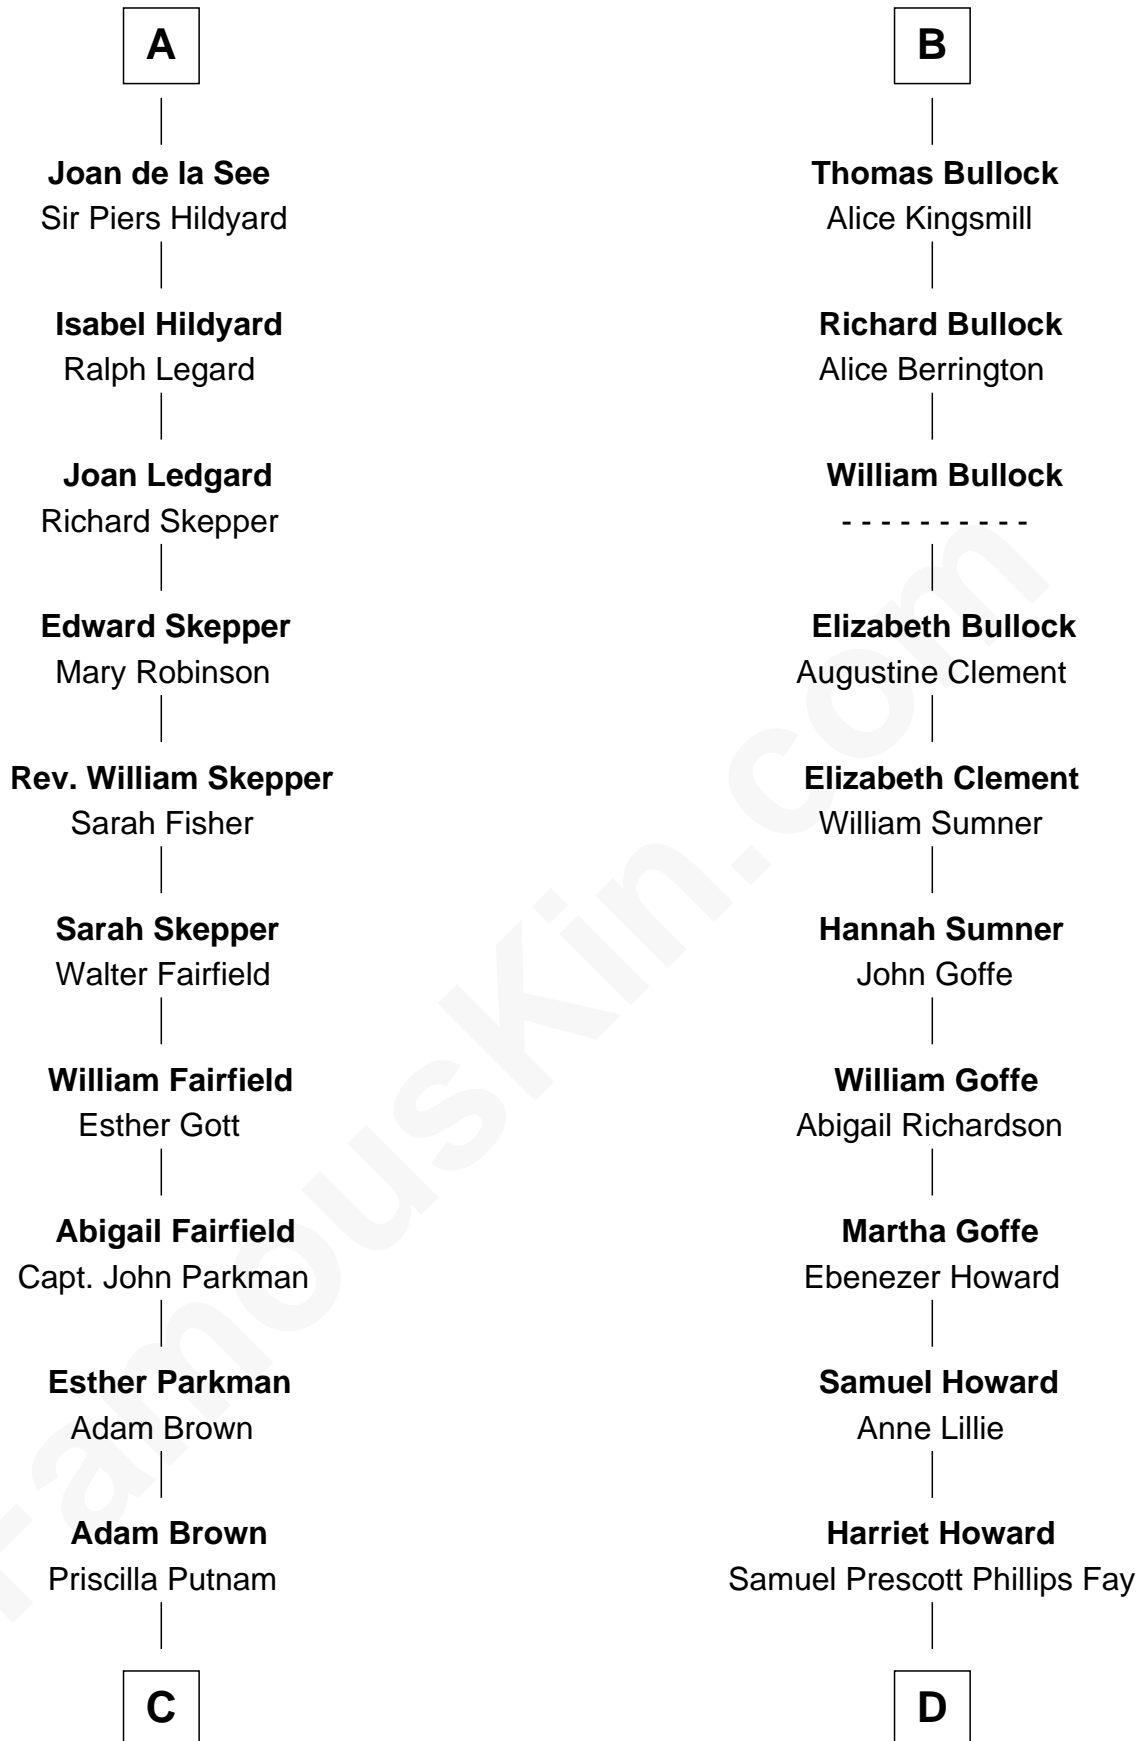 A
Joan de la See
Sir Piers Hildyard
Isabel Hildyard
Ralph Legard
Joan Ledgard
Richard Skepper
Edward Skepper
Mary Robinson
Rev. William Skepper
Sarah Fisher
Sarah Skepper
Walter Fairfield
William Fairfield
Esther Gott
Abigail Fairfield
Capt. John Parkman
Esther Parkman
Adam Brown
Adam Brown
Priscilla Putnam
C
B
Thomas Bullock
Alice Kingsmill
Richard Bullock
Alice Berrington
William Bullock
- - - - - - - - - -
Elizabeth Bullock
Augustine Clement
Elizabeth Clement
William Sumner
Hannah Sumner
John Goffe
William Goffe
Abigail Richardson
Martha Goffe
Ebenezer Howard
Samuel Howard
Anne Lillie
Harriet Howard
Samuel Prescott Phillips Fay
D
FamousKin.com